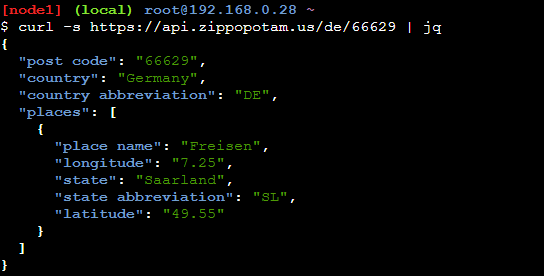 [node1] (local) root@192.168.0.28 ~
$ curl -s https://api.zippopotam.us/de/66629 | jq
{
  "post code": "66629",
  "country": "Germany",
  "country abbreviation": "DE",
  "places": [
    {
      "place name": "Freisen",
      "longitude": "7.25",
      "state": "Saarland",
      "state abbreviation": "SL",
      "latitude": "49.55"
    }
  ]
}